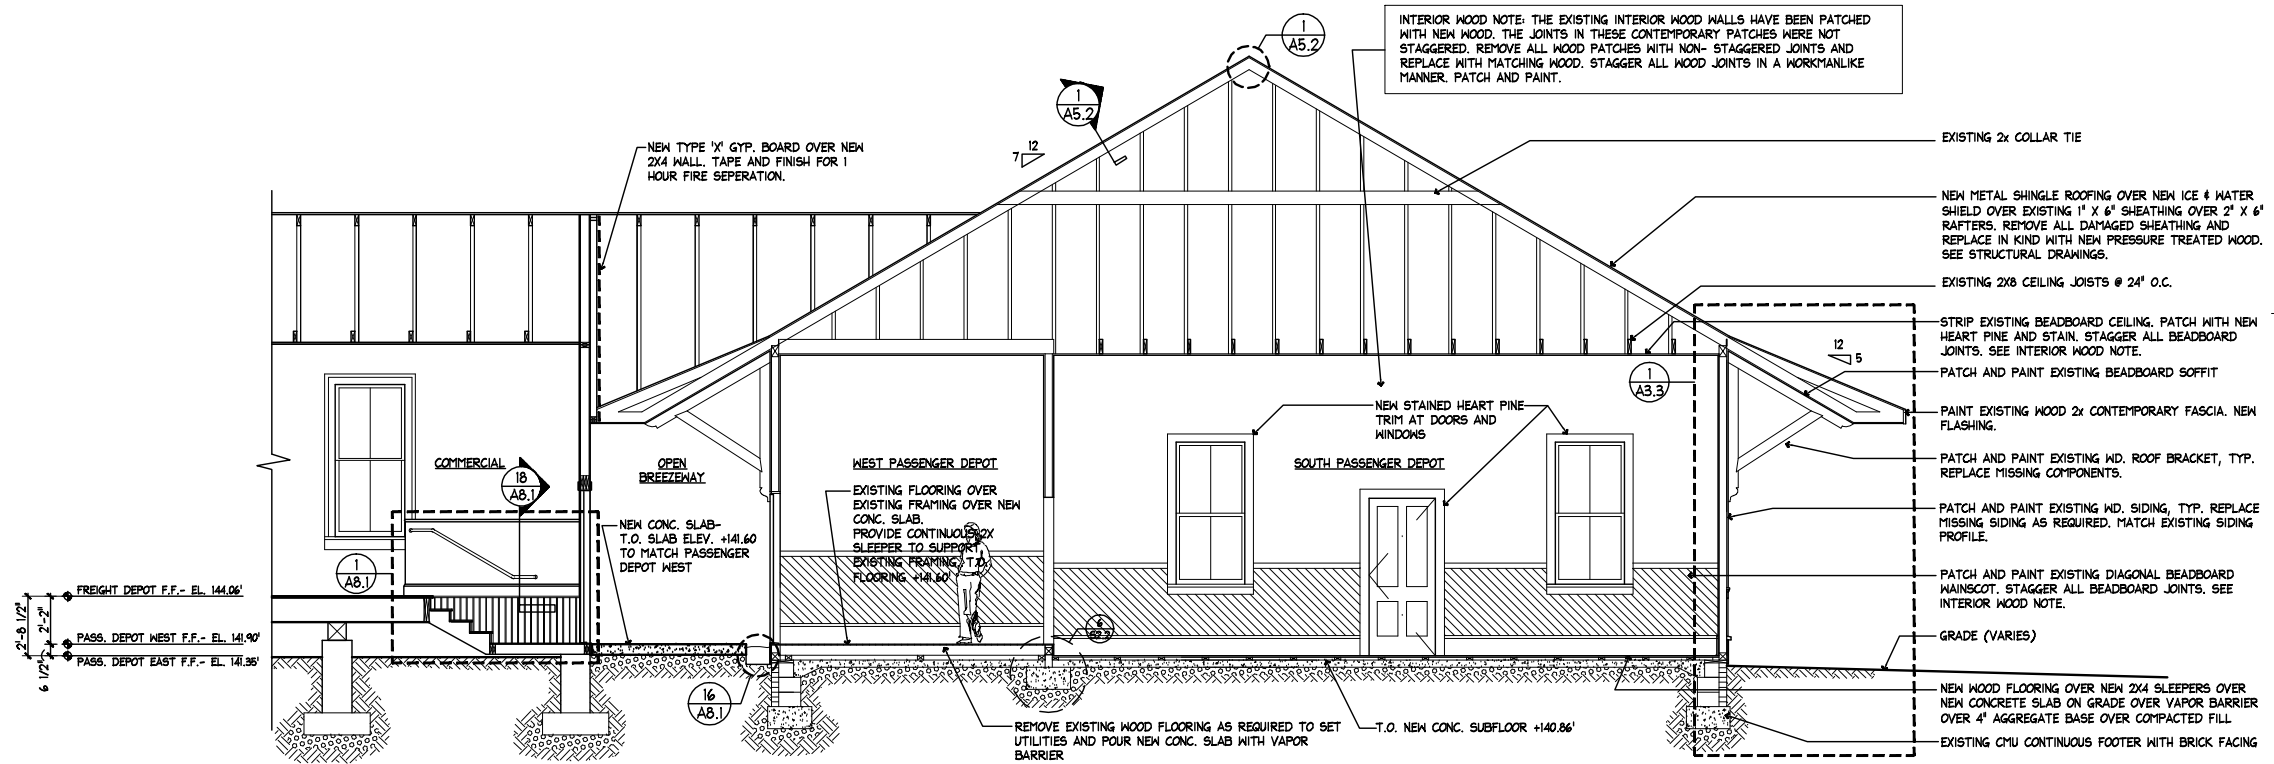 INTERIOR WOOD NOTE: THE EXISTING INTERIOR WOOD WALLS HAVE BEEN PATCHED
WITH NEW WOOD. THE JOINTS IN THESE CONTEMPORARY PATCHES WERE NOT
STAGGERED. REMOVE ALL WOOD PATCHES WITH NON- STAGGERED JOINTS AND
REPLACE WITH MATCHING WOOD. STAGGER ALL WOOD JOINTS IN A WORKMANLIKE
MANNER. PATCH AND PAINT.
1
A5.2
1
A5.2
NEW TYPE 'X' GYP. BOARD OVER NEW
2X4 WALL. TAPE AND FINISH FOR 1
HOUR FIRE SEPERATION.
12
7
EXISTING 2x COLLAR TIE
NEW METAL SHINGLE ROOFING OVER NEW ICE & WATER
SHIELD OVER EXISTING 1" X 6" SHEATHING OVER 2" X 6"
RAFTERS. REMOVE ALL DAMAGED SHEATHING AND
REPLACE IN KIND WITH NEW PRESSURE TREATED WOOD.
SEE STRUCTURAL DRAWINGS.
EXISTING 2X8 CEILING JOISTS @ 24" O.C.
STRIP EXISTING BEADBOARD CEILING. PATCH WITH NEW
HEART PINE AND STAIN. STAGGER ALL BEADBOARD
JOINTS. SEE INTERIOR WOOD NOTE.
12
5
1
A3.3
PATCH AND PAINT EXISTING BEADBOARD SOFFIT
NEW STAINED HEART PINE
TRIM AT DOORS AND
WINDOWS
PAINT EXISTING WOOD 2x CONTEMPORARY FASCIA. NEW
FLASHING.
COMMERCIAL
OPEN
BREEZEWAY
WEST PASSENGER DEPOT
SOUTH PASSENGER DEPOT
PATCH AND PAINT EXISTING WD. ROOF BRACKET, TYP.
REPLACE MISSING COMPONENTS.
18
A8.1
EXISTING FLOORING OVER
EXISTING FRAMING OVER NEW
CONC. SLAB.
PROVIDE CONTINUOUS 2X
SLEEPER TO SUPPORT
EXISTING FRAMING, T.O.
FLOORING +141.60'
NEW CONC. SLAB-
T.O. SLAB ELEV. +141.60
TO MATCH PASSENGER
DEPOT WEST
PATCH AND PAINT EXISTING WD. SIDING, TYP. REPLACE
MISSING SIDING AS REQUIRED. MATCH EXISTING SIDING
PROFILE.
1
A8.1
PATCH AND PAINT EXISTING DIAGONAL BEADBOARD
WAINSCOT. STAGGER ALL BEADBOARD JOINTS. SEE
INTERIOR WOOD NOTE.
FREIGHT DEPOT F.F.- EL. 144.06'
2'-8 1/2"
2'-2"
6 1/2"
PASS. DEPOT WEST F.F.- EL. 141.90'
PASS. DEPOT EAST F.F.- EL. 141.35'
6
GRADE (VARIES)
16
A8.1
NEW WOOD FLOORING OVER NEW 2X4 SLEEPERS OVER
NEW CONCRETE SLAB ON GRADE OVER VAPOR BARRIER
OVER 4" AGGREGATE BASE OVER COMPACTED FILL
REMOVE EXISTING WOOD FLOORING AS REQUIRED TO SET
UTILITIES AND POUR NEW CONC. SLAB WITH VAPOR
BARRIER
T.O. NEW CONC. SUBFLOOR +140.86'
EXISTING CMU CONTINUOUS FOOTER WITH BRICK FACING